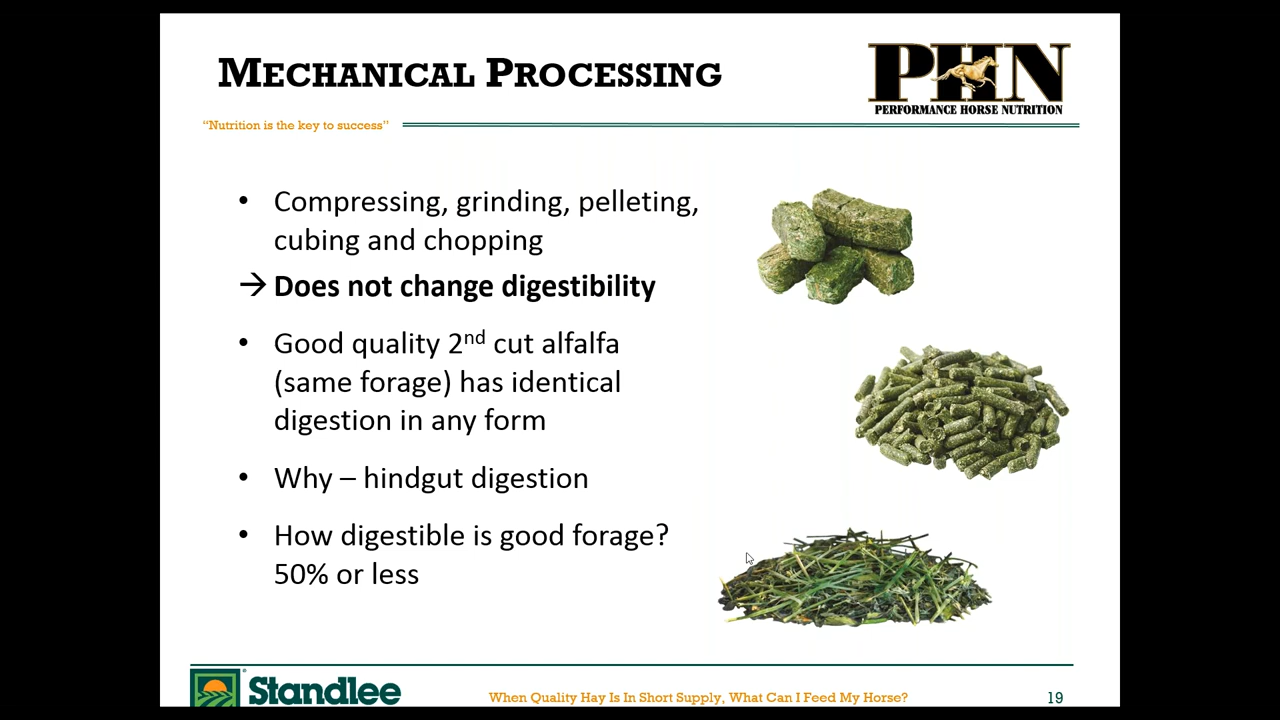 MECHANICAL PROCESSING
PHN
PERFORMANCE HORSE NUTRITION
“Nutrition is the key to success”
• Compressing, grinding, pelleting,
cubing and chopping
→ Does not change digestibility
• Good quality 2nd cut alfalfa
(same forage) has identical
digestion in any form
• Why – hindgut digestion
• How digestible is good forage?
50% or less
Standlee
When Quality Hay Is In Short Supply, What Can I Feed My Horse?
19